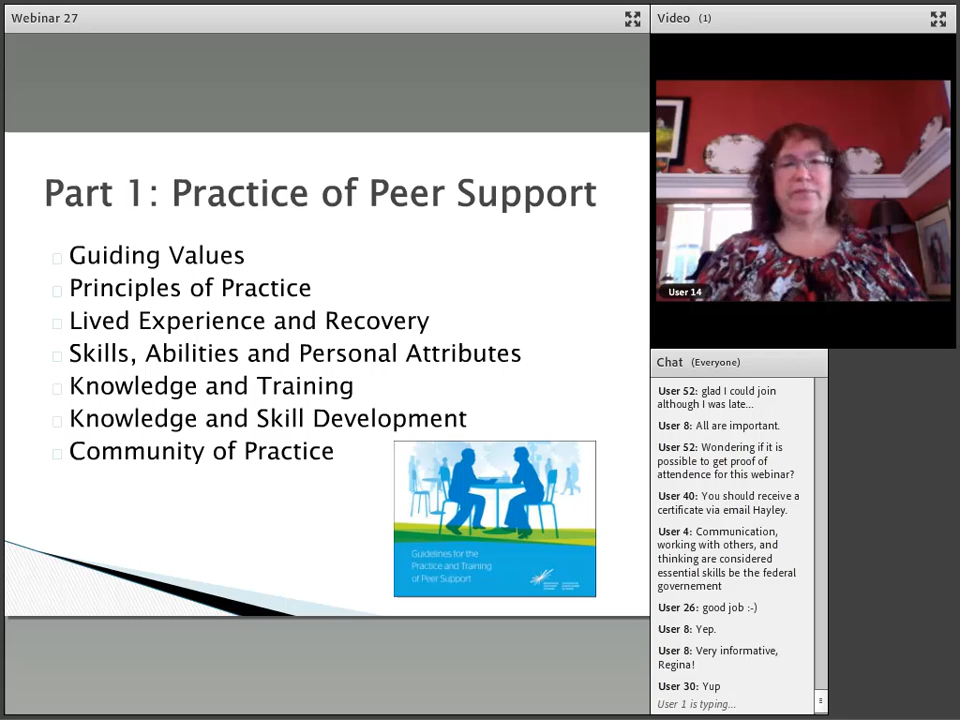 Webinar 27
Part 1: Practice of Peer Support
Guiding Values
Principles of Practice
Lived Experience and Recovery
Skills, Abilities and Personal Attributes
Knowledge and Training
Knowledge and Skill Development
Community of Practice
Guidelines for the
Practice and Training
of Peer Support
Video (1)
User 14
Chat (Everyone)
User 52: glad I could join
although I was late...
User 8: All are important.
User 52: Wondering if it is
possible to get proof of
attendence for this webinar?
User 40: You should receive a
certificate via email Hayley.
User 4: Communication,
working with others, and
thinking are considered
essential skills be the federal
governement
User 26: good job :-)
User 8: Yep.
User 8: Very informative,
Regina!
User 30: Yup
User 1 is typing...